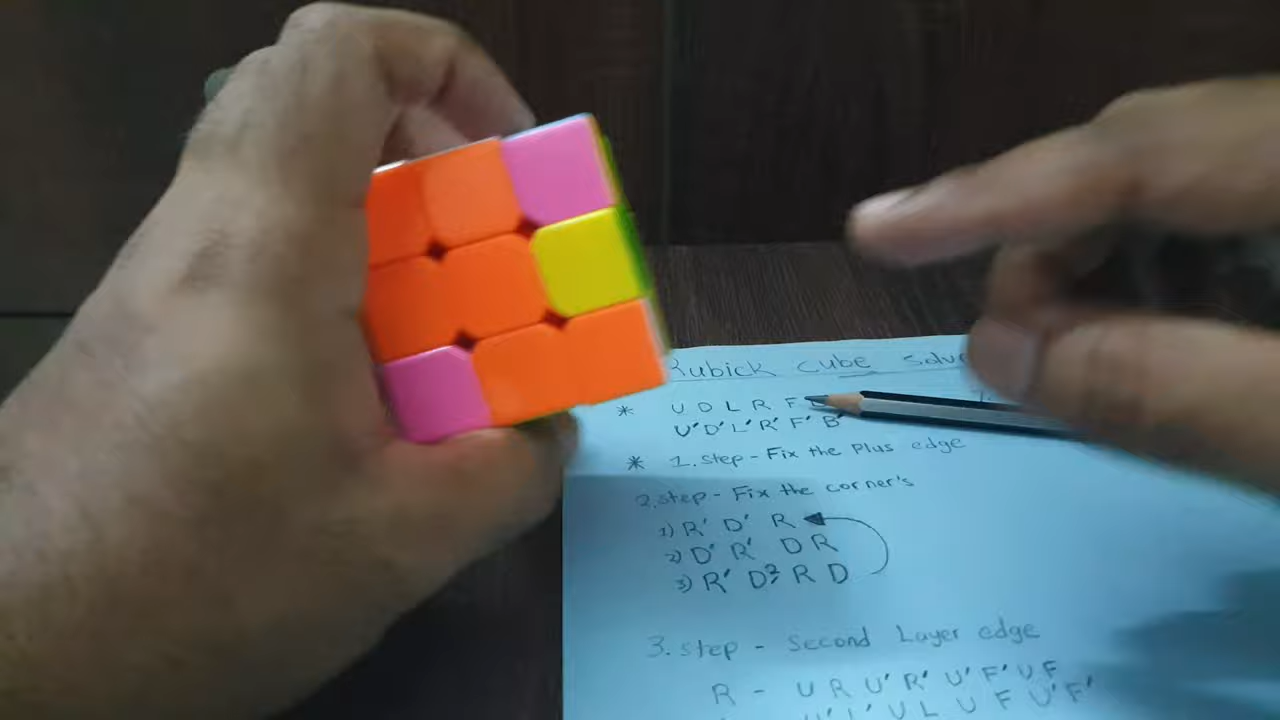 Rubick cube solve
* U D L R F
U' D' L' R' F' B'
* 1. step - Fix the Plus edge
2. step - Fix the corner's
1) R' D' R
2) D' R' D R
3) R' D² R D
3. step - Second Layer edge
R - U R U' R' U' F' U F
U' L' U L U F U' F'